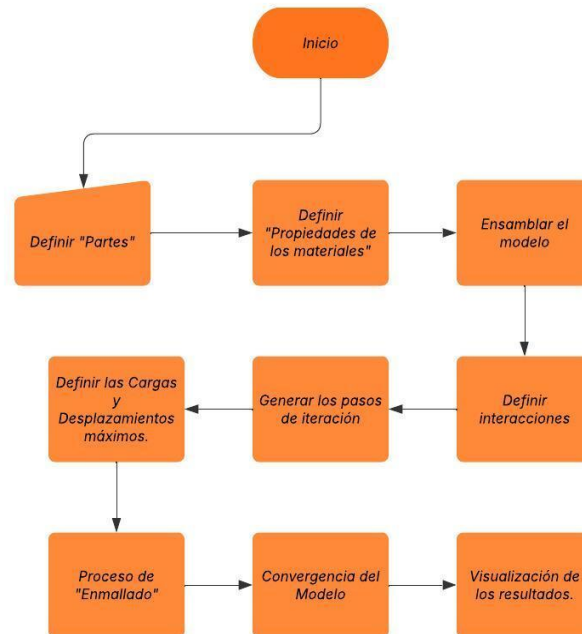 Inicio
Definir "Partes"
Definir
"Propiedades de
los materiales"
Ensamblar el
modelo
Definir
interacciones
Generar los pasos
de iteración
Definir las Cargas
y
Desplazamientos
máximos.
Proceso de
"Enmallado"
Convergencia del
Modelo
Visualización de
los resultados.